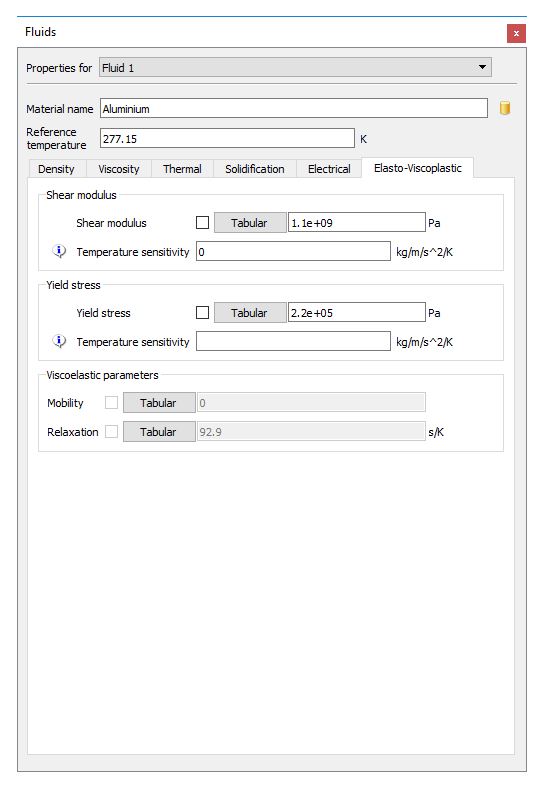 Fluids
x
Properties for Fluid 1
Material name Aluminium
Reference
temperature 277.15 K
Density Viscosity Thermal Solidification Electrical Elasto-Viscoplastic
Shear modulus
Shear modulus Tabular 1.1e+09 Pa
i Temperature sensitivity 0 kg/m/s^2/K
Yield stress
Yield stress Tabular 2.2e+05 Pa
i Temperature sensitivity kg/m/s^2/K
Viscoelastic parameters
Mobility Tabular 0
Relaxation Tabular 92.9 s/K